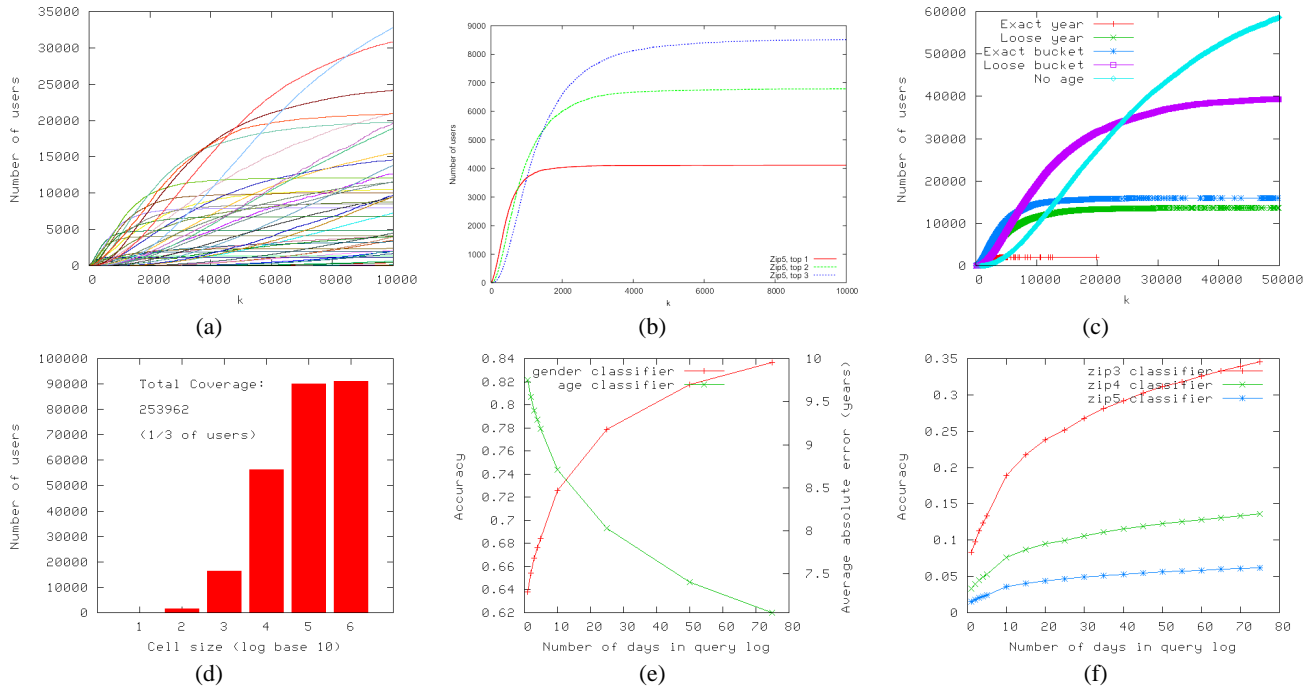 35000
30000
25000
20000
15000
10000
5000
0
Number of users
0 2000 4000 6000 8000 10000
k
(a)
9000
8000
7000
6000
5000
4000
3000
2000
1000
0
Number of users
Zip5, top 1
Zip5, top 2
Zip5, top 3
0 2000 4000 6000 8000 10000
k
(b)
60000
50000
40000
30000
20000
10000
0
Number of users
Exact year
Loose year
Exact bucket
Loose bucket
No age
0 10000 20000 30000 40000 50000
k
(c)
100000
90000
80000
70000
60000
50000
40000
30000
20000
10000
0
Number of users
Total Coverage:
253962
(1/3 of users)
1 2 3 4 5 6
Cell size (log base 10)
(d)
0.84
0.82
0.8
0.78
0.76
0.74
0.72
0.7
0.68
0.66
0.64
0.62
Accuracy
gender classifier
age classifier
10
9.5
9
8.5
8
7.5
Average absolute error (years)
0 10 20 30 40 50 60 70 80
Number of days in query log
(e)
0.35
0.3
0.25
0.2
0.15
0.1
0.05
0
Accuracy
zip3 classifier
zip4 classifier
zip5 classifier
0 10 20 30 40 50 60 70 80
Number of days in query log
(f)